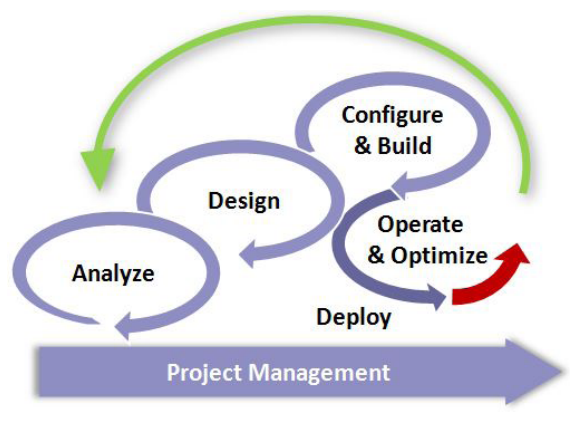 Configure
& Build
Design
Operate
& Optimize
Analyze
Deploy
Project Management